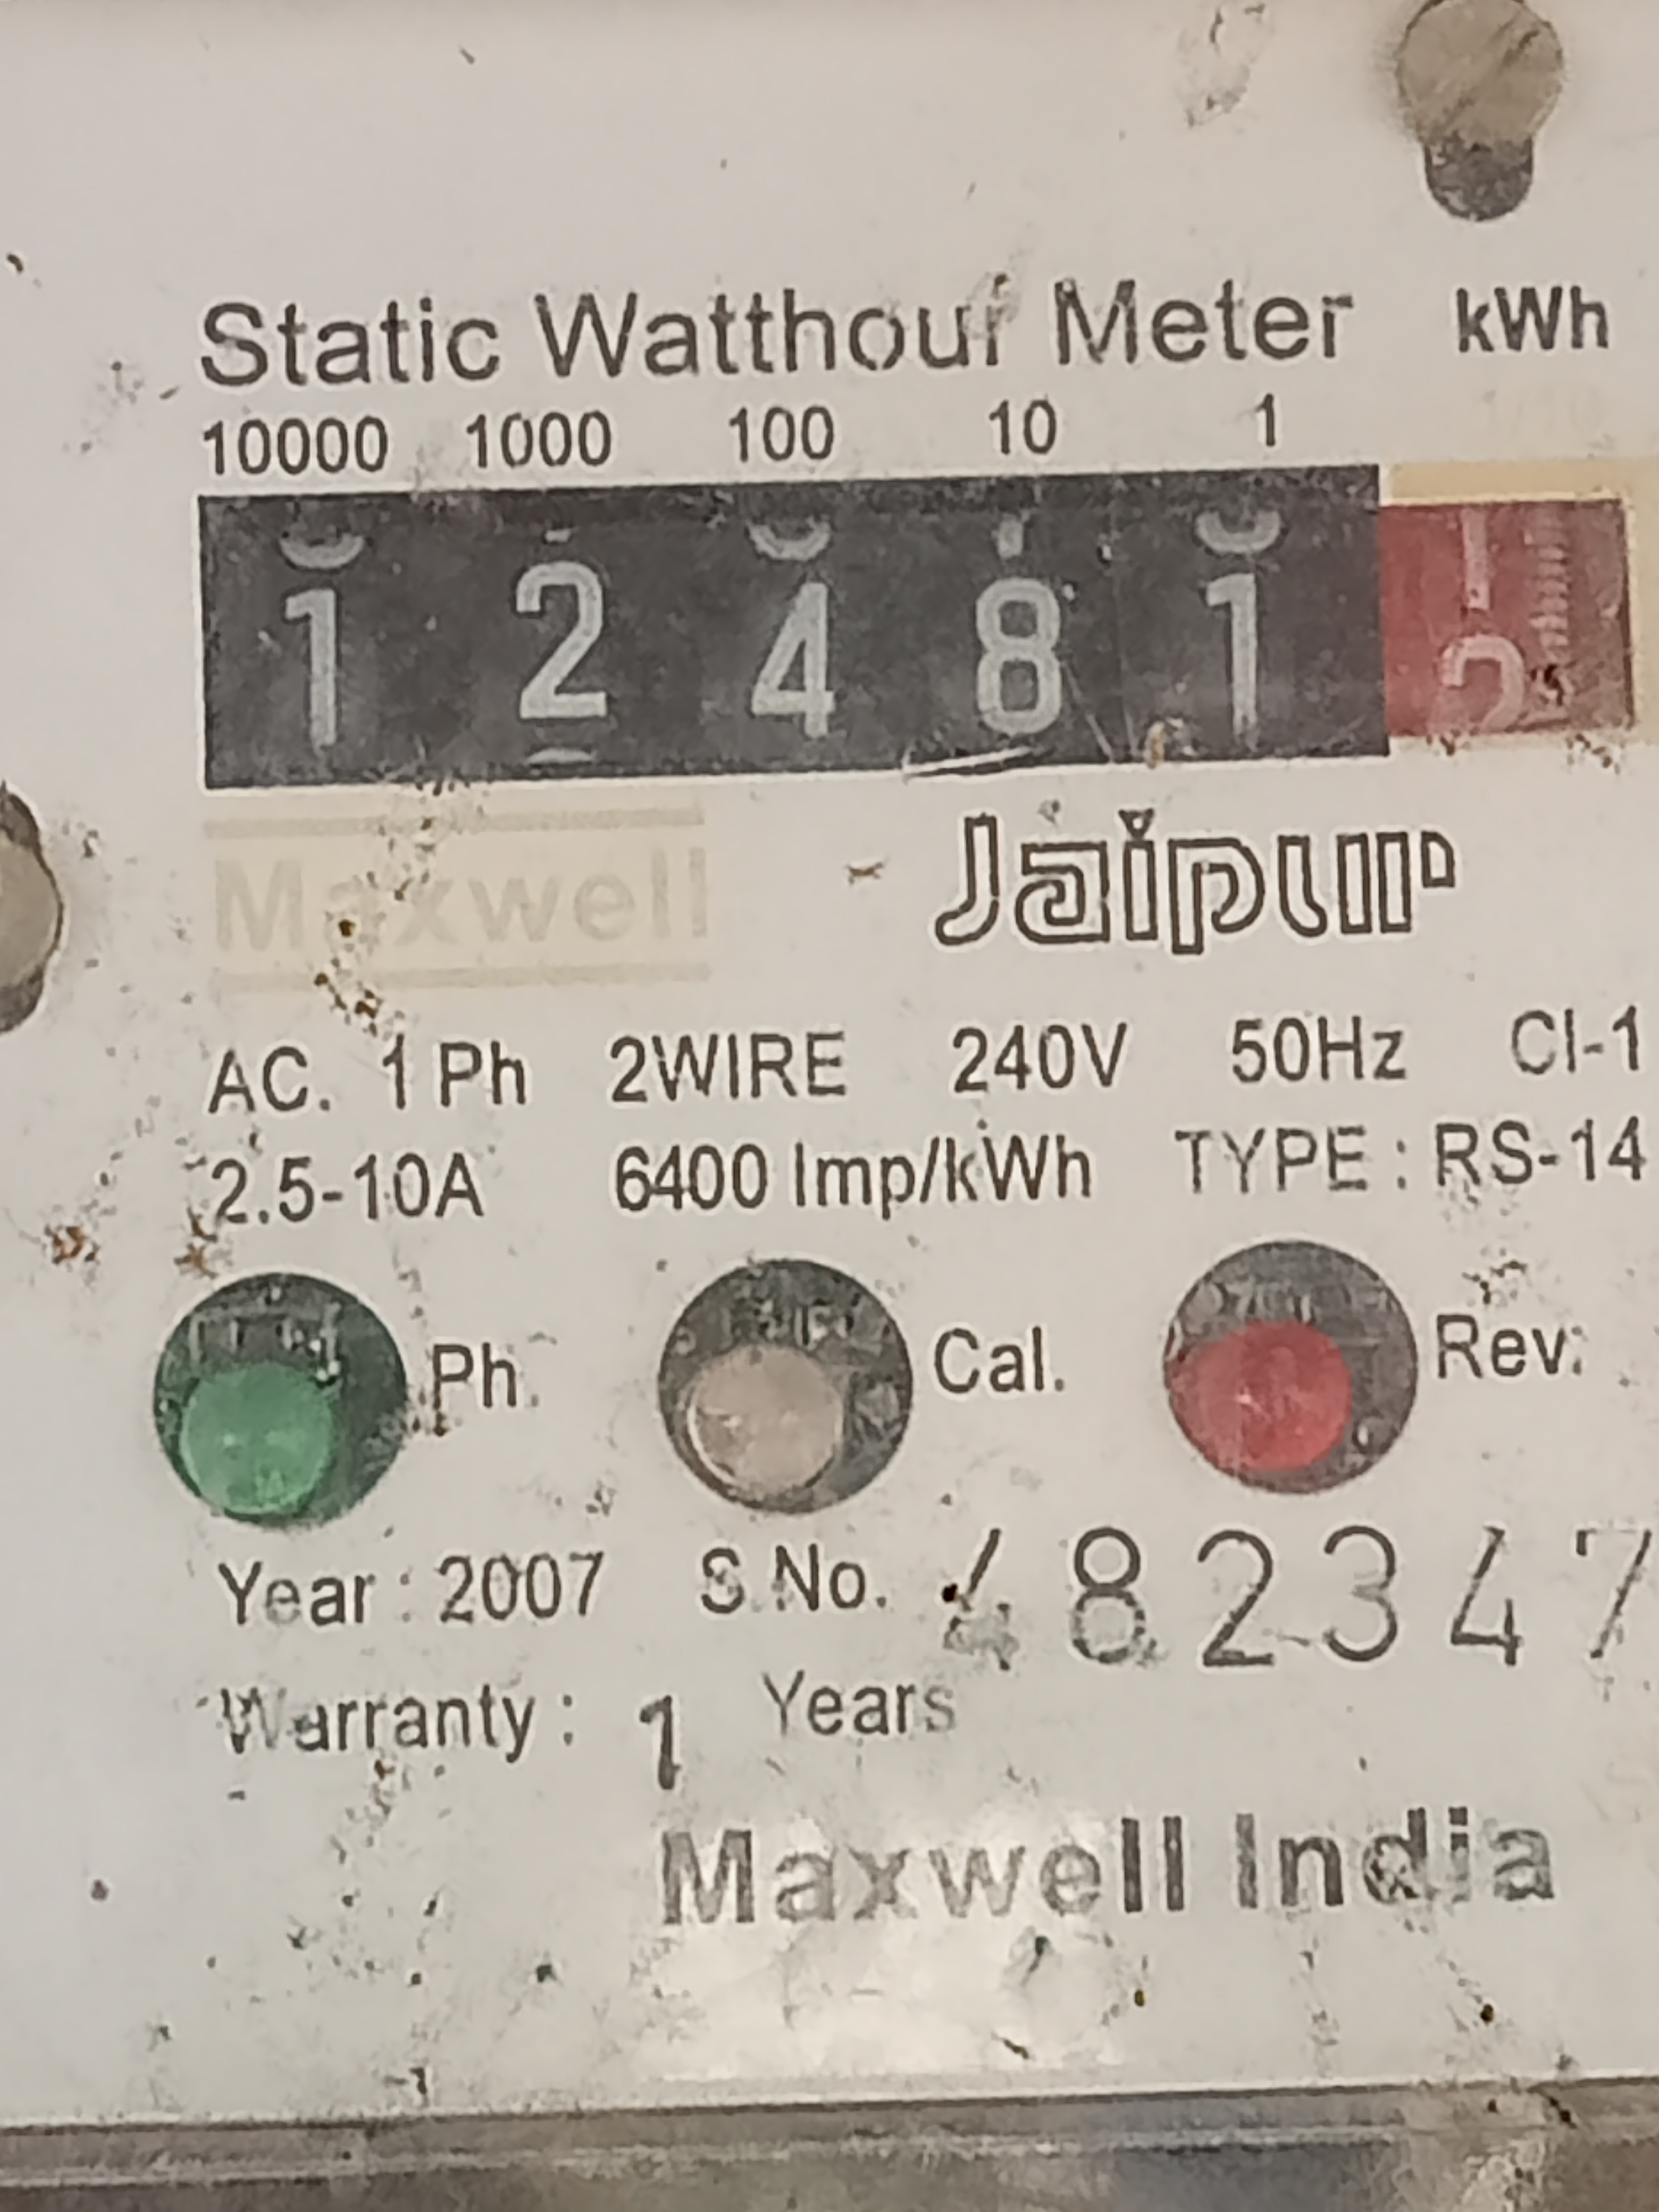 Static Watthour Meter kWh
10000 1000 100 10 1
1 2 4 8 1 2
Maxwell Jaipur
AC. 1 Ph 2WIRE 240V 50Hz Cl-1
2.5-10A 6400 Imp/kWh TYPE : RS-14
Ph. Cal. Rev.
Year : 2007 S.No. 482347
Warranty : 1 Years
Maxwell India